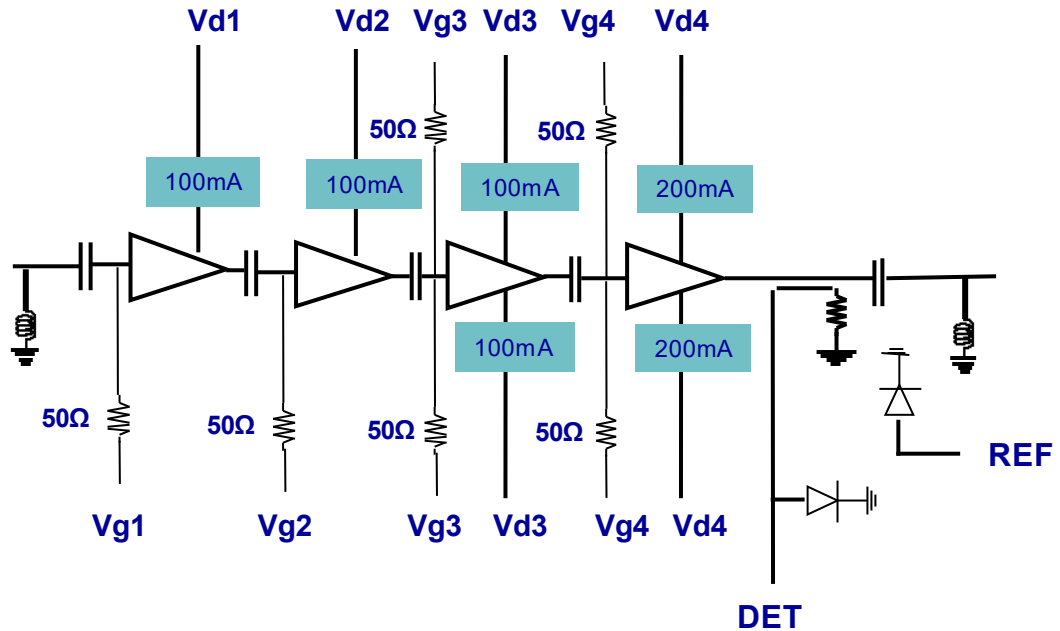 Vd1 Vd2 Vg3 Vd3 Vg4 Vd4
50Ω 50Ω
100mA 100mA 100mA 200mA
100mA 200mA
50Ω 50Ω 50Ω 50Ω
REF
Vg1 Vg2 Vg3 Vd3 Vg4 Vd4
DET